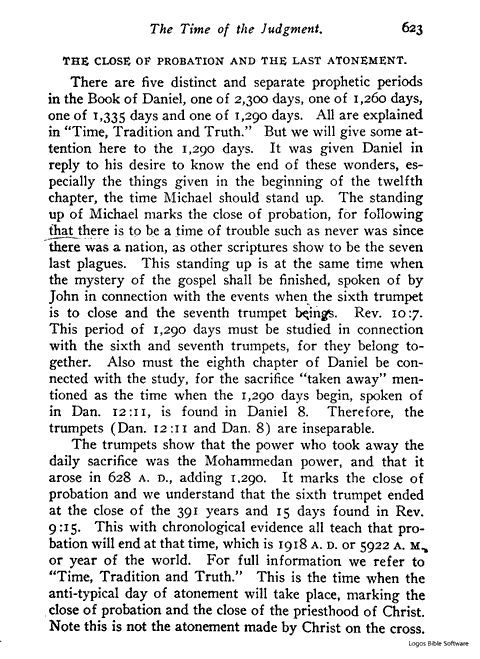 The Time of the Judgment. 623
THE CLOSE OF PROBATION AND THE LAST ATONEMENT.
There are five distinct and separate prophetic periods
in the Book of Daniel, one of 2,300 days, one of 1,260 days,
one of 1,335 days and one of 1,290 days. All are explained
in "Time, Tradition and Truth." But we will give some at-
tention here to the 1,290 days. It was given Daniel in
reply to his desire to know the end of these wonders, es-
pecially the things given in the beginning of the twelfth
chapter, the time Michael should stand up. The standing
up of Michael marks the close of probation, for following
that there is to be a time of trouble such as never was since
there was a nation, as other scriptures show to be the seven
last plagues. This standing up is at the same time when
the mystery of the gospel shall be finished, spoken of by
John in connection with the events when the sixth trumpet
is to close and the seventh trumpet beings. Rev. 10:7.
This period of 1,290 days must be studied in connection
with the sixth and seventh trumpets, for they belong to-
gether. Also must the eighth chapter of Daniel be con-
nected with the study, for the sacrifice "taken away" men-
tioned as the time when the 1,290 days begin, spoken of
in Dan. 12:11, is found in Daniel 8. Therefore, the
trumpets (Dan. 12:11 and Dan. 8) are inseparable.
The trumpets show that the power who took away the
daily sacrifice was the Mohammedan power, and that it
arose in 628 A. D., adding 1,290. It marks the close of
probation and we understand that the sixth trumpet ended
at the close of the 391 years and 15 days found in Rev.
9:15. This with chronological evidence all teach that pro-
bation will end at that time, which is 1918 A. D. or 5922 A. M.,
or year of the world. For full information we refer to
"Time, Tradition and Truth." This is the time when the
anti-typical day of atonement will take place, marking the
close of probation and the close of the priesthood of Christ.
Note this is not the atonement made by Christ on the cross.
Logos Bible Software